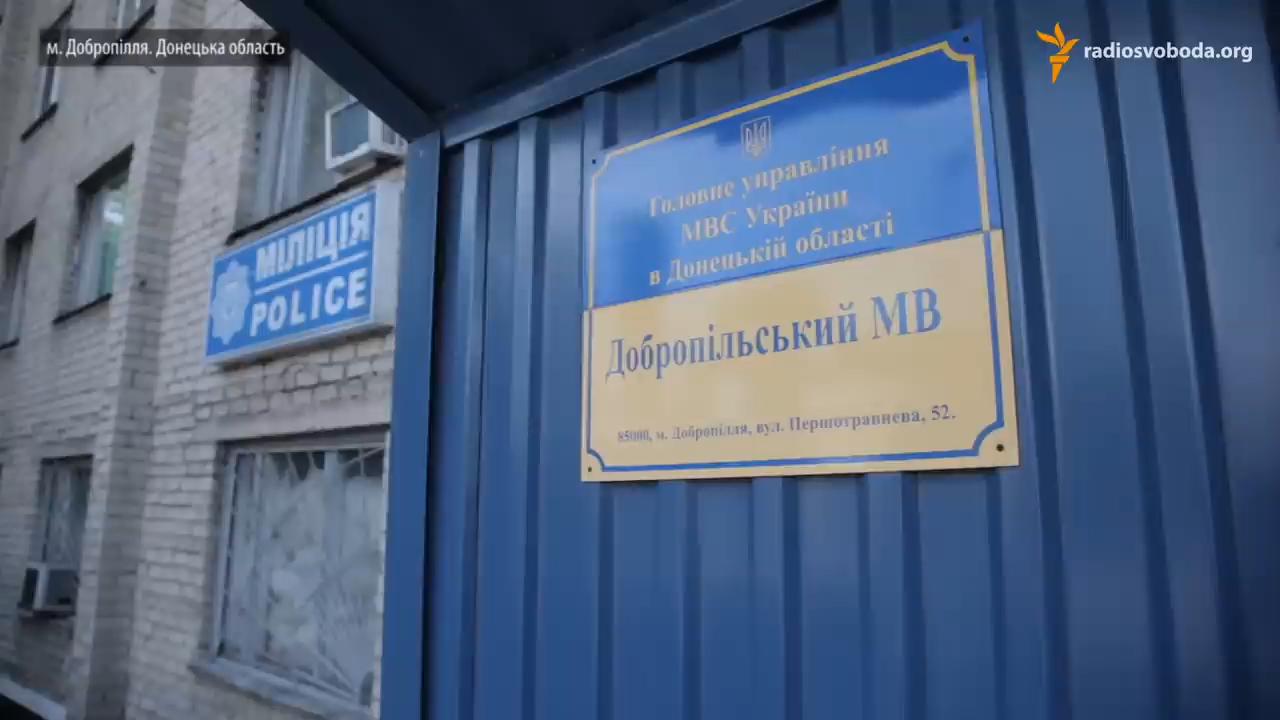 м. Добропілля. Донецька область
radiosvoboda.org
МІЛІЦІЯ
POLICE
Головне управління
МВС України
в Донецькій області
Добропільський МВ
85000, м. Добропілля, вул. Першотравнева, 52.